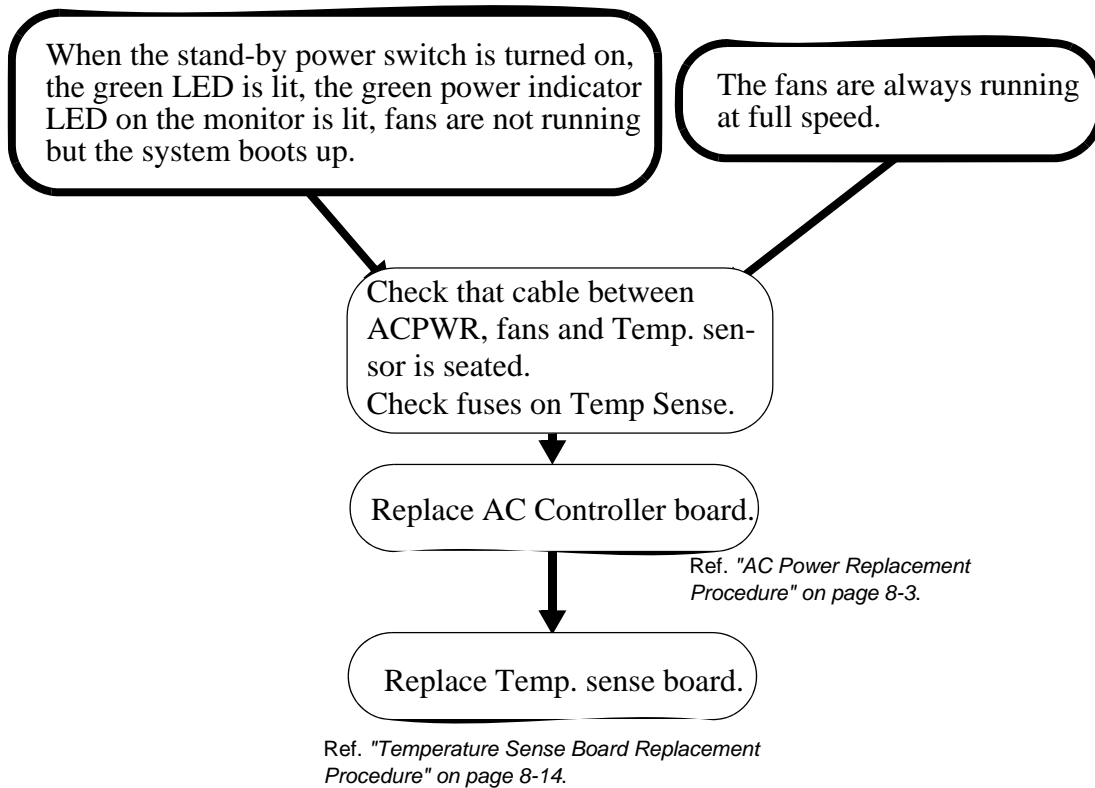 When the stand-by power switch is turned on,
the green LED is lit, the green power indicator
LED on the monitor is lit, fans are not running
but the system boots up.
The fans are always running
at full speed.
Check that cable between
ACPWR, fans and Temp. sen-
sor is seated.
Check fuses on Temp Sense.
Replace AC Controller board.
Ref. "AC Power Replacement
Procedure" on page 8-3.
Replace Temp. sense board.
Ref. "Temperature Sense Board Replacement
Procedure" on page 8-14.